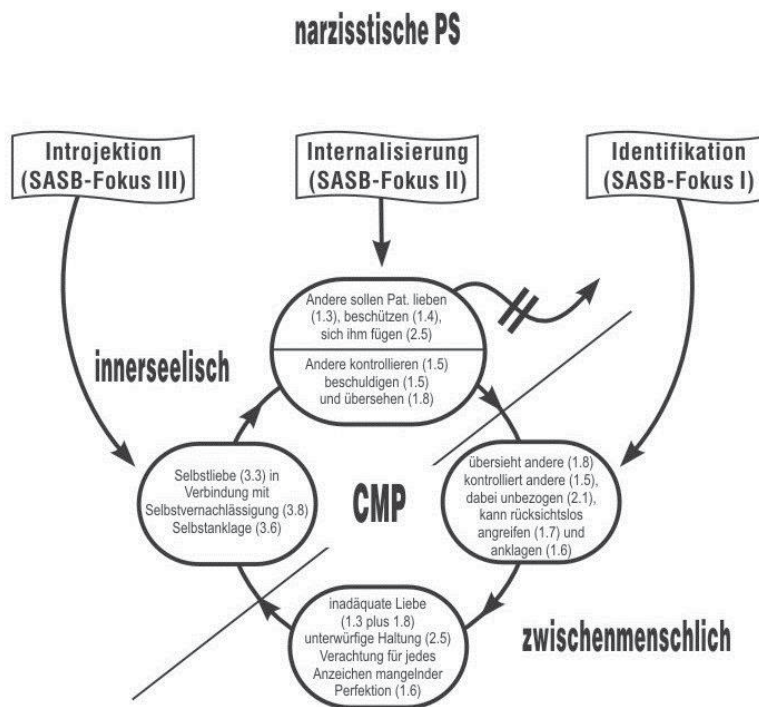 narzisstische PS
Introjektion
(SASB-Fokus III)
Internalisierung
(SASB-Fokus II)
Identifikation
(SASB-Fokus I)
Andere sollen Pat. lieben
(1.3), beschützen (1.4),
sich ihm fügen (2.5)
Andere kontrollieren (1.5)
beschuldigen (1.5)
und übersehen (1.8)
innerseelisch
Selbstliebe (3.3) in
Verbindung mit
Selbstvernachlässigung (3.8)
Selbstanklage (3.6)
CMP
übersieht andere (1.8)
kontrolliert andere (1.5),
dabei unbezogen (2.1),
kann rücksichtslos
angreifen (1.7) und
anklagen (1.6)
inadäquate Liebe
(1.3 plus 1.8)
unterwürfige Haltung (2.5)
Verachtung für jedes
Anzeichen mangelnder
Perfektion (1.6)
zwischenmenschlich